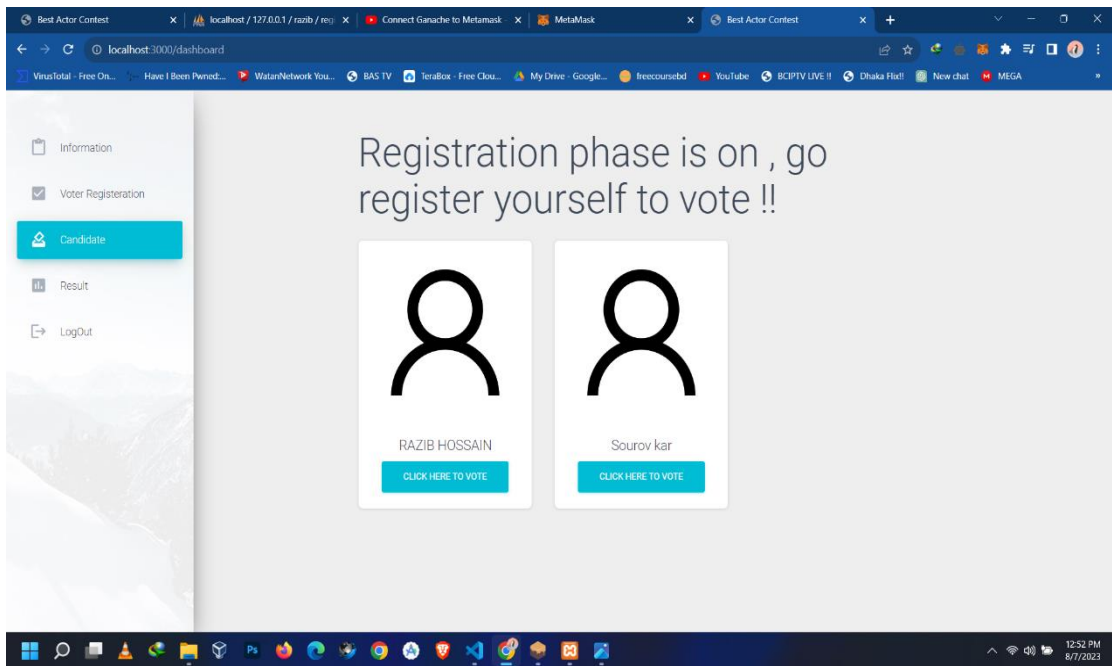 Best Actor Contest
localhost / 127.0.0.1 / razib / reg
Connect Ganache to Metamask -
MetaMask
Best Actor Contest
localhost:3000/dashboard
VirusTotal - Free On...
Have I Been Pwned:...
WatanNetwork You...
BAS TV
TeraBox - Free Clou...
My Drive - Google...
freecoursebd
YouTube
BCIPTV LIVE !!
Dhaka Flix!!
New chat
MEGA
»
Information
Voter Registeration
Candidate
Result
LogOut
Registration phase is on , go
register yourself to vote !!
RAZIB HOSSAIN
CLICK HERE TO VOTE
Sourov kar
CLICK HERE TO VOTE
Ps
12:52 PM
8/7/2023